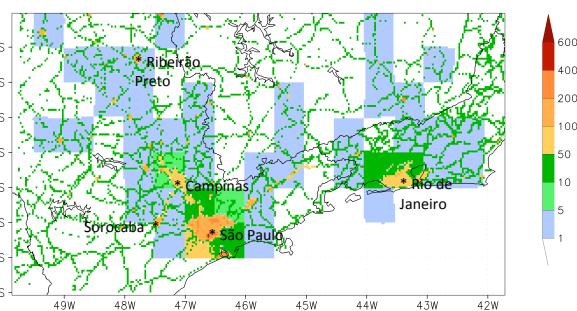 Ribeirão
Preto
Campinas
Rio de
Janeiro
Sorocaba
São Paulo
S
S
S
S
S
S
S
S
49W
48W
47W
46W
45W
44W
43W
42W
600
400
200
100
50
10
5
1